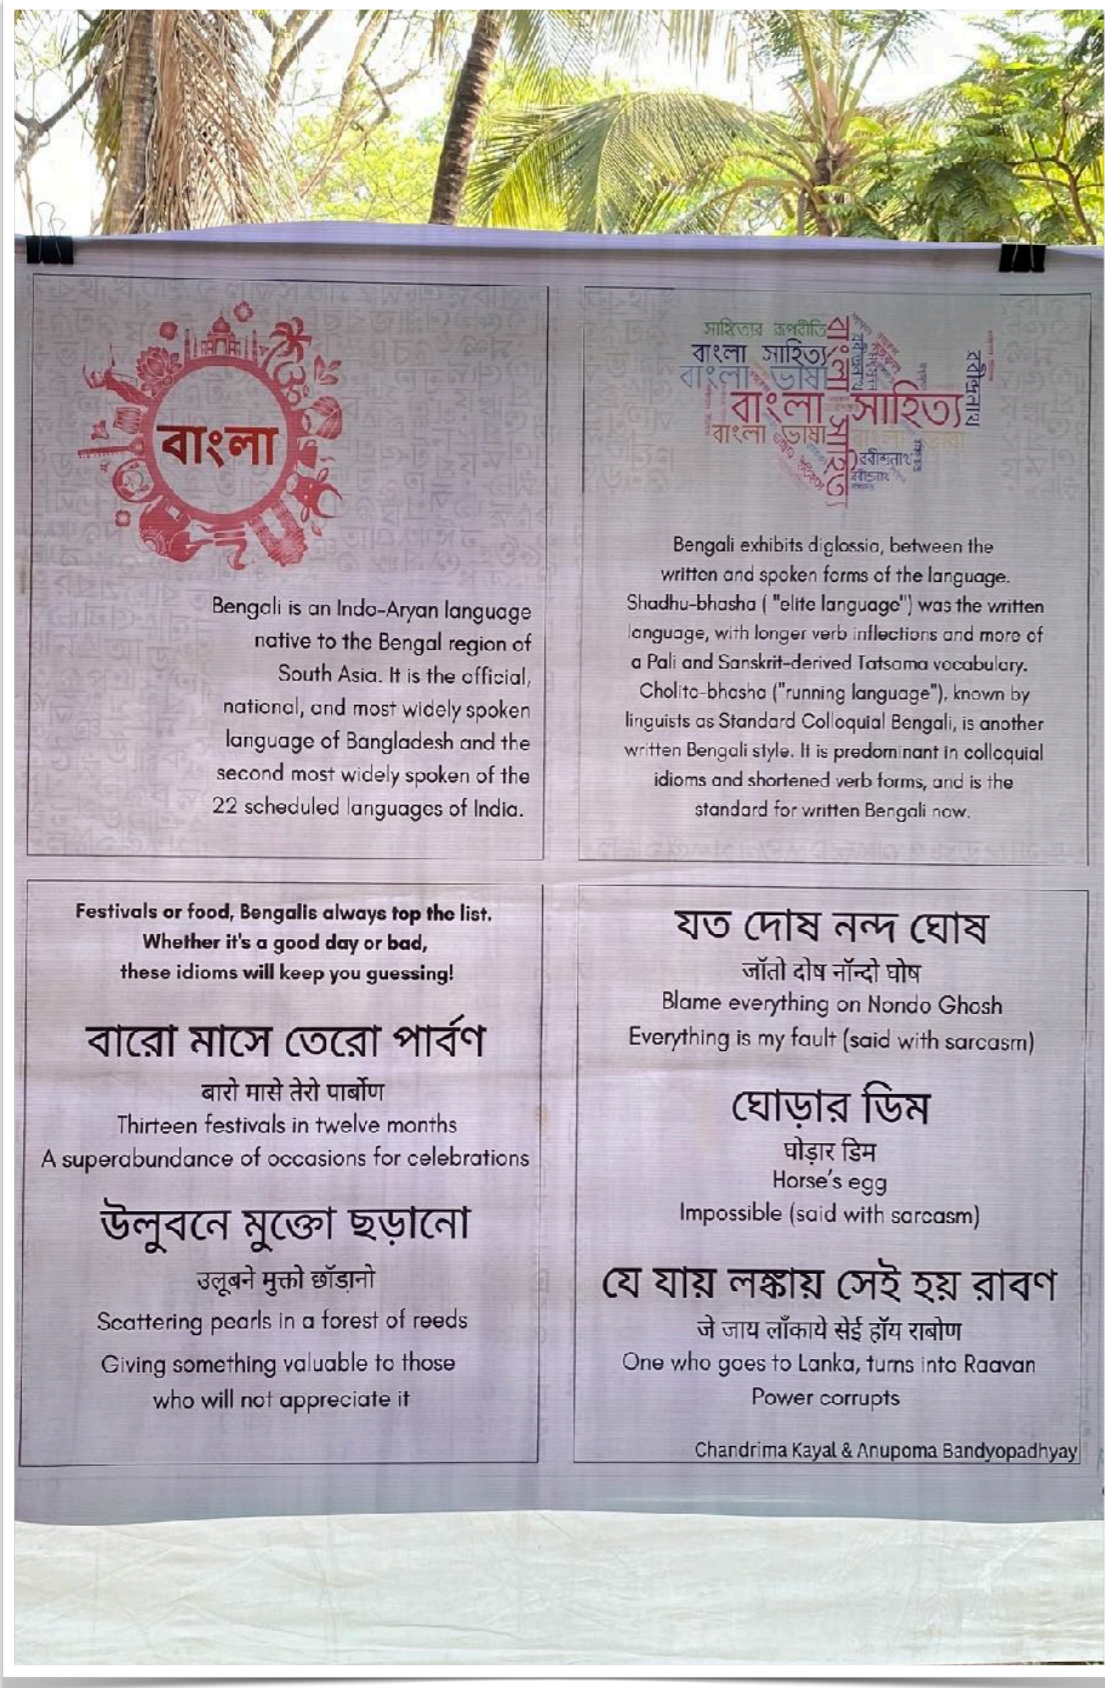 বাংলা
Bengali is an Indo-Aryan language
native to the Bengal region of
South Asia. It is the official,
national, and most widely spoken
language of Bangladesh and the
second most widely spoken of the
22 scheduled languages of India.
সাহিত্যের রূপরীতি
বাংলা সাহিত্য
বাংলা ভাষা
বাংলা সাহিত্য
বাংলা ভাষা
বাংলা সাহিত্য
রবীন্দ্রনাথ
রবীন্দ্রনাথ
Bengali exhibits diglossia, between the
written and spoken forms of the language.
Shadhu-bhasha ( "elite language") was the written
language, with longer verb inflections and more of
a Pali and Sanskrit-derived Tatsama vocabulary.
Cholito-bhasha ("running language"), known by
linguists as Standard Colloquial Bengali, is another
written Bengali style. It is predominant in colloquial
idioms and shortened verb forms, and is the
standard for written Bengali now.
Festivals or food, Bengalis always top the list.
Whether it's a good day or bad,
these idioms will keep you guessing!
বারো মাসে তেরো পার্বণ
बारो मासे तेरो पार्बोण
Thirteen festivals in twelve months
A superabundance of occasions for celebrations
উলুবনে মুক্তো ছড়ানো
उलूबने मुक्तो छॉड़ानो
Scattering pearls in a forest of reeds
Giving something valuable to those
who will not appreciate it
যত দোষ নন্দ ঘোষ
जॉतो दोष नॉन्दो घोष
Blame everything on Nondo Ghosh
Everything is my fault (said with sarcasm)
ঘোড়ার ডিম
घोड़ार डिम
Horse's egg
Impossible (said with sarcasm)
যে যায় লঙ্কায় সেই হয় রাবণ
जे जाय लॉंकाये सेई हॉय राबोण
One who goes to Lanka, turns into Raavan
Power corrupts
Chandrima Kayal & Anupoma Bandyopadhyay